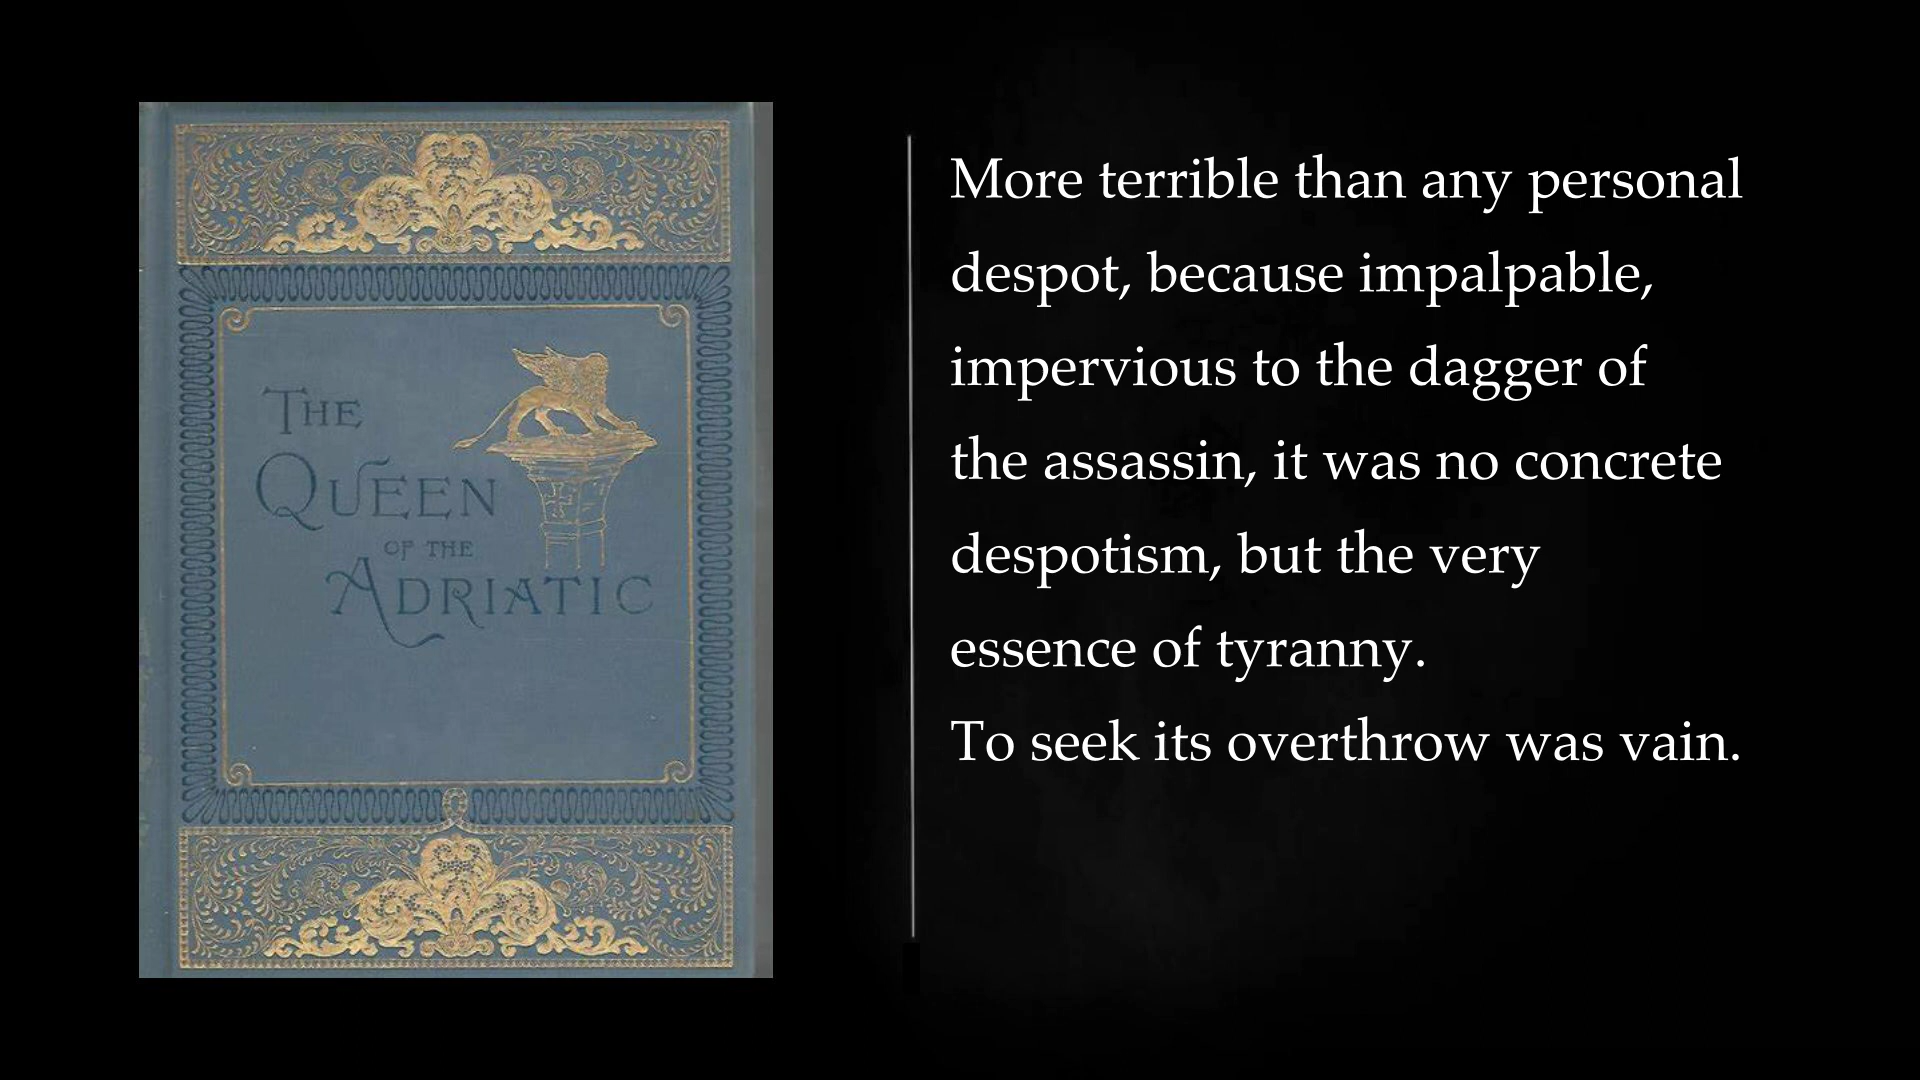 THE
QUEEN
OF THE
ADRIATIC
More terrible than any personal
despot, because impalpable,
impervious to the dagger of
the assassin, it was no concrete
despotism, but the very
essence of tyranny.
To seek its overthrow was vain.